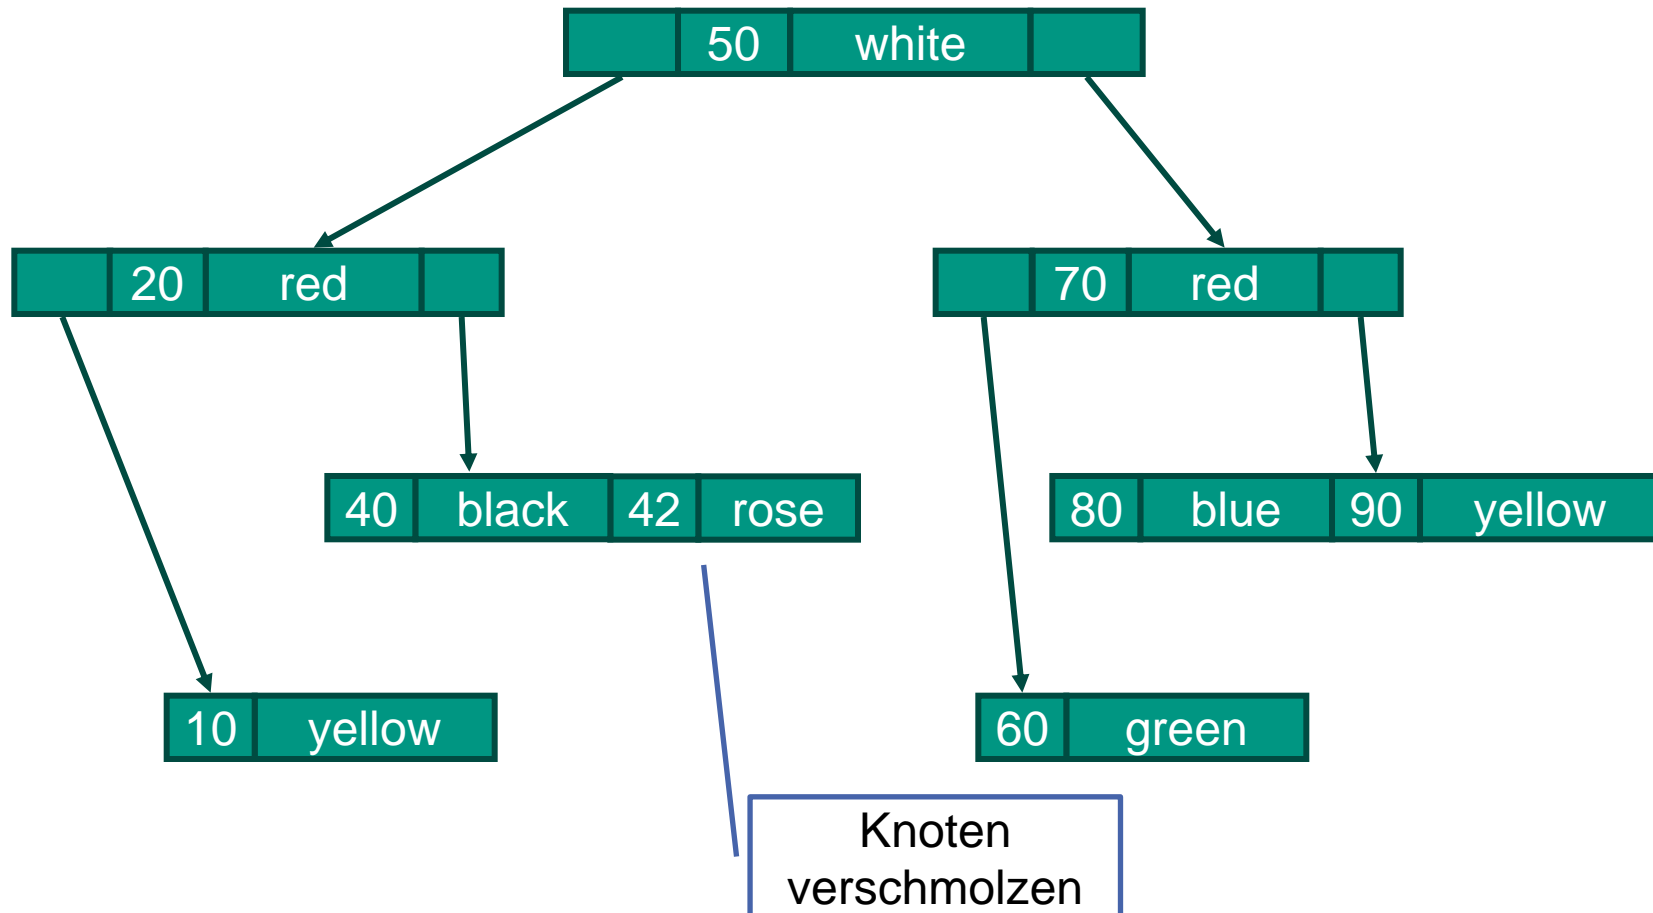 50 white
20 red
70 red
40 black 42 rose
80 blue 90 yellow
10 yellow
60 green
Knoten
verschmolzen